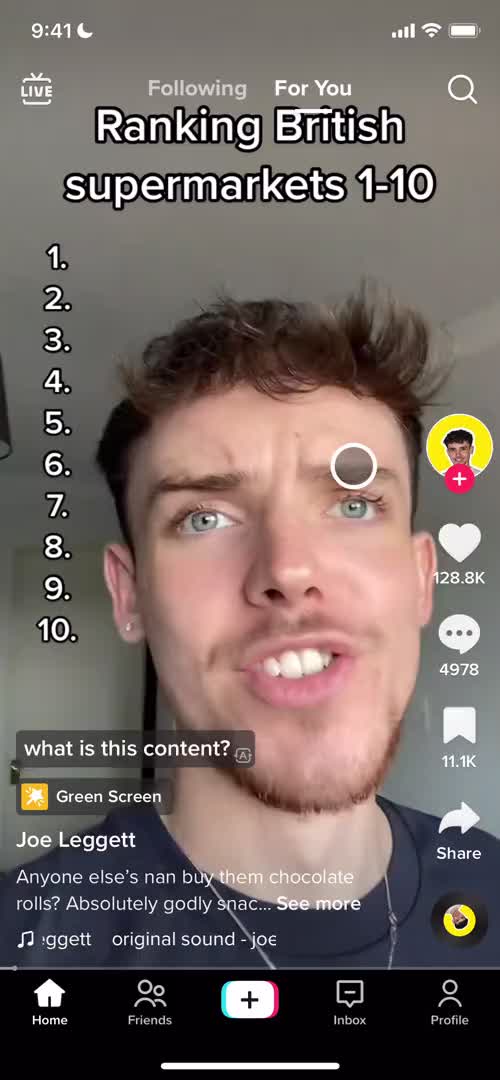 9:41
LIVE
Following
For You
Ranking British
supermarkets 1-10
1.
2.
3.
4.
5.
6.
7.
8.
9.
10.
128.8K
4978
11.1K
Share
what is this content?
A
Green Screen
Joe Leggett
Anyone else’s nan buy them chocolate
rolls? Absolutely godly snac... See more
eggett original sound - joe
Home
Friends
Inbox
Profile